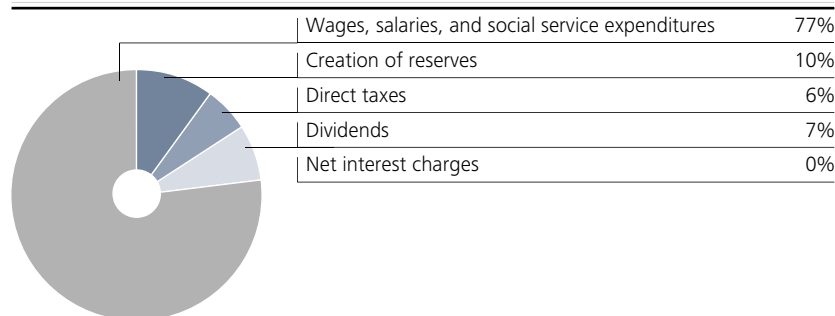 Wages, salaries, and social service expenditures 77%
Creation of reserves 10%
Direct taxes 6%
Dividends 7%
Net interest charges 0%